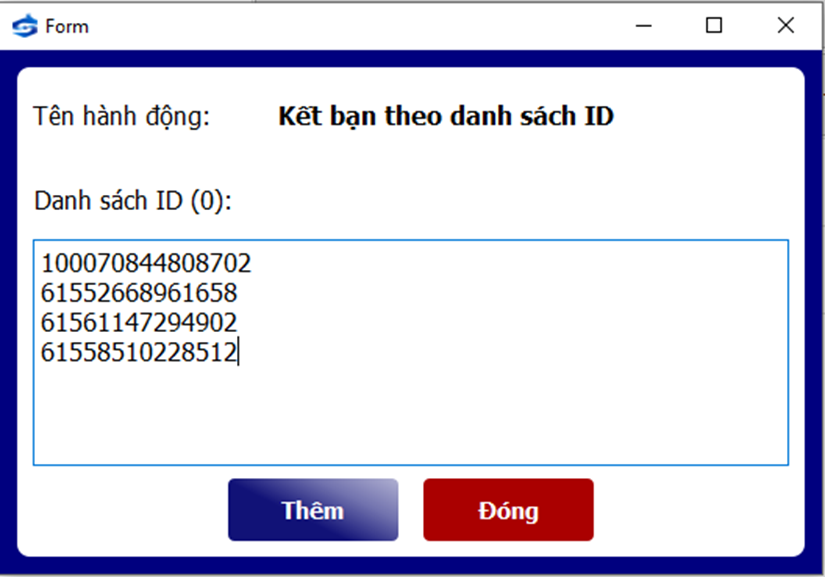 Form
Tên hành động: Kết bạn theo danh sách ID
Danh sách ID (0):
100070844808702
61552668961658
61561147294902
61558510228512
Thêm Đóng